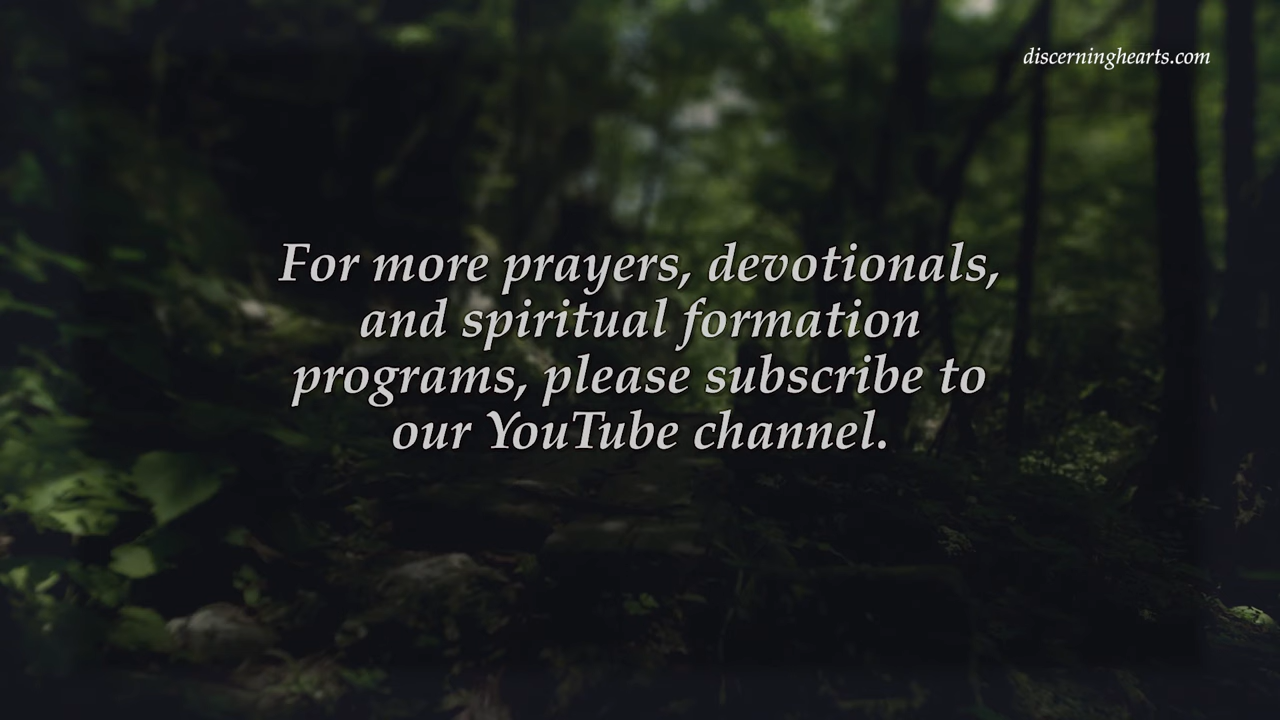 discerninghearts.com
For more prayers, devotionals,
and spiritual formation
programs, please subscribe to
our YouTube channel.